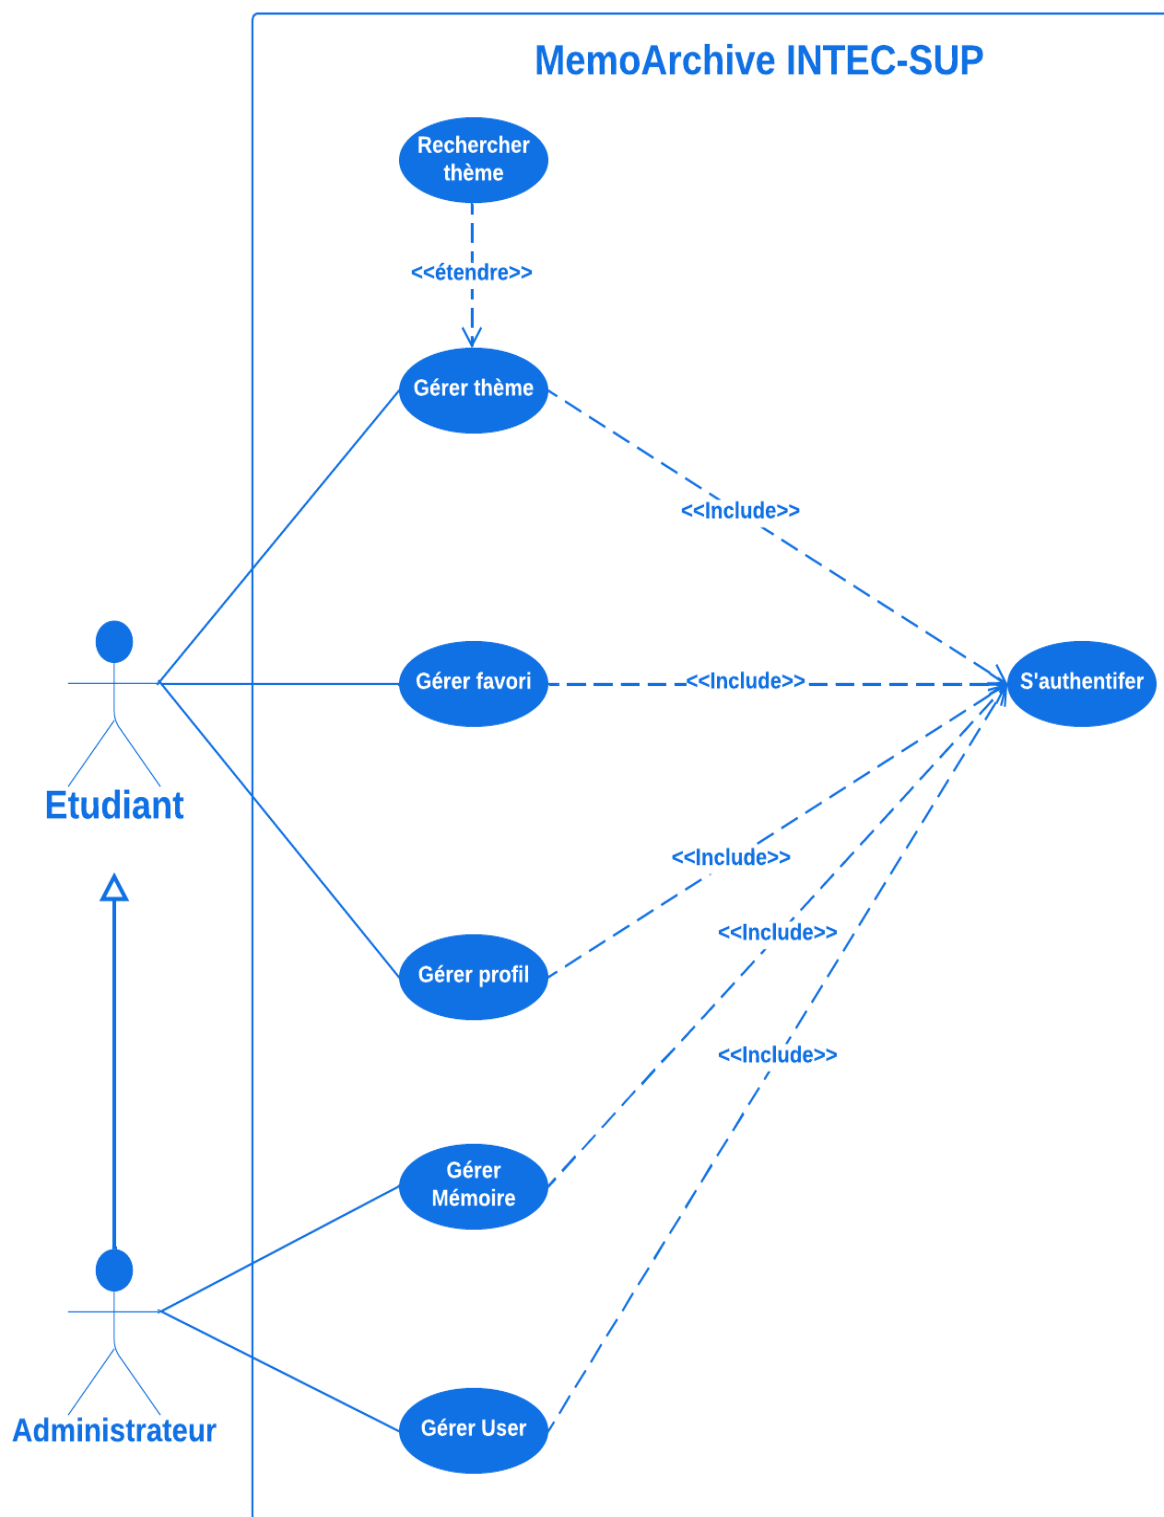 MemoArchive INTEC-SUP
Rechercher
thème
<<étendre>>
Gérer thème
<<Include>>
Gérer favori
<<Include>>
S'authentifer
Etudiant
<<Include>>
<<Include>>
Gérer profil
<<Include>>
Gérer
Mémoire
Administrateur
Gérer User